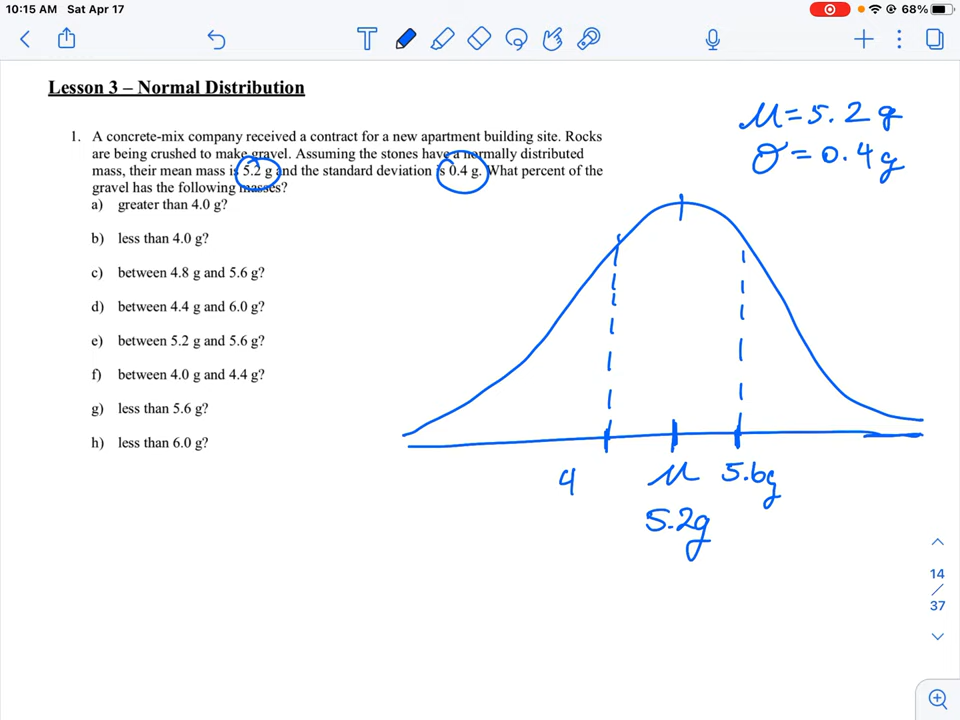 10:15 AM Sat Apr 17
68%
Lesson 3 – Normal Distribution
1. A concrete-mix company received a contract for a new apartment building site. Rocks
are being crushed to make gravel. Assuming the stones have a normally distributed
mass, their mean mass is 5.2 g and the standard deviation is 0.4 g. What percent of the
gravel has the following masses?
a) greater than 4.0 g?
b) less than 4.0 g?
c) between 4.8 g and 5.6 g?
d) between 4.4 g and 6.0 g?
e) between 5.2 g and 5.6 g?
f) between 4.0 g and 4.4 g?
g) less than 5.6 g?
h) less than 6.0 g?
μ = 5.2 g
σ = 0.4 g
4 μ 5.6g
5.2g
14
/
37